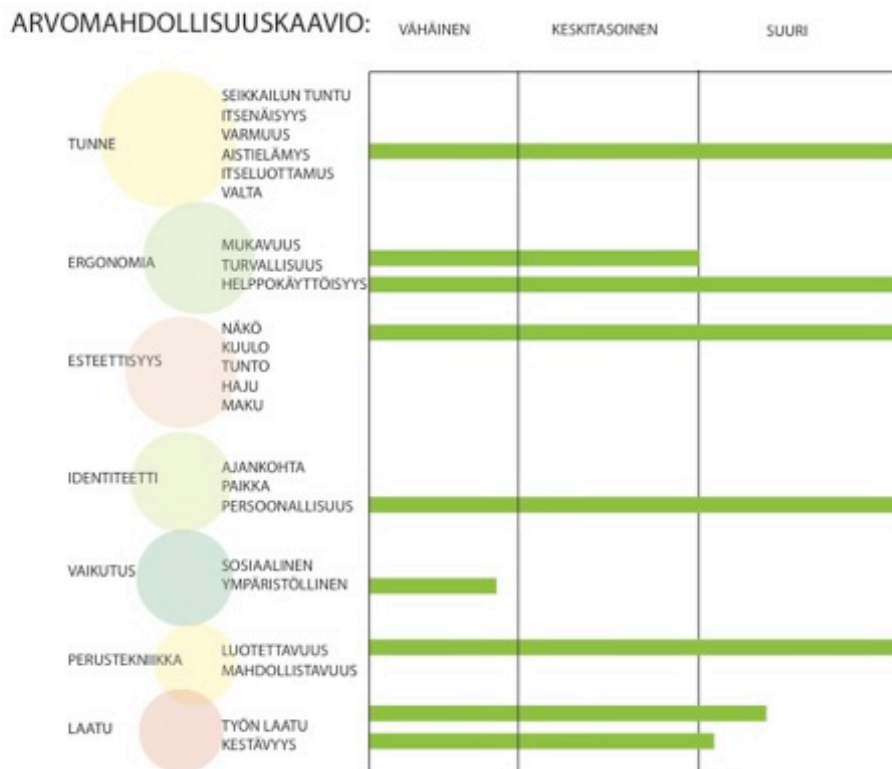 ARVOMAHDOLLISUUSKAAVIO:
VÄHÄINEN
KESKITASOINEN
SUURI
TUNNE
SEIKKAILUN TUNTU
ITSENÄISYYS
VARMUUS
AISTIELÄMYS
ITSELUOTTAMUS
VALTA
ERGONOMIA
MUKAVUUS
TURVALLISUUS
HELPPOKÄYTTÖISYYS
ESTEETTISYYS
NÄKÖ
KUULO
TUNTO
HAJU
MAKU
IDENTITEETTI
AJANKOHTA
PAIKKA
PERSOONALLISUUS
VAIKUTUS
SOSIAALINEN
YMPÄRISTÖLLINEN
PERUSTEKNIIKKA
LUOTETTAVUUS
MAHDOLLISTAVUUS
LAATU
TYÖN LAATU
KESTÄVYYS